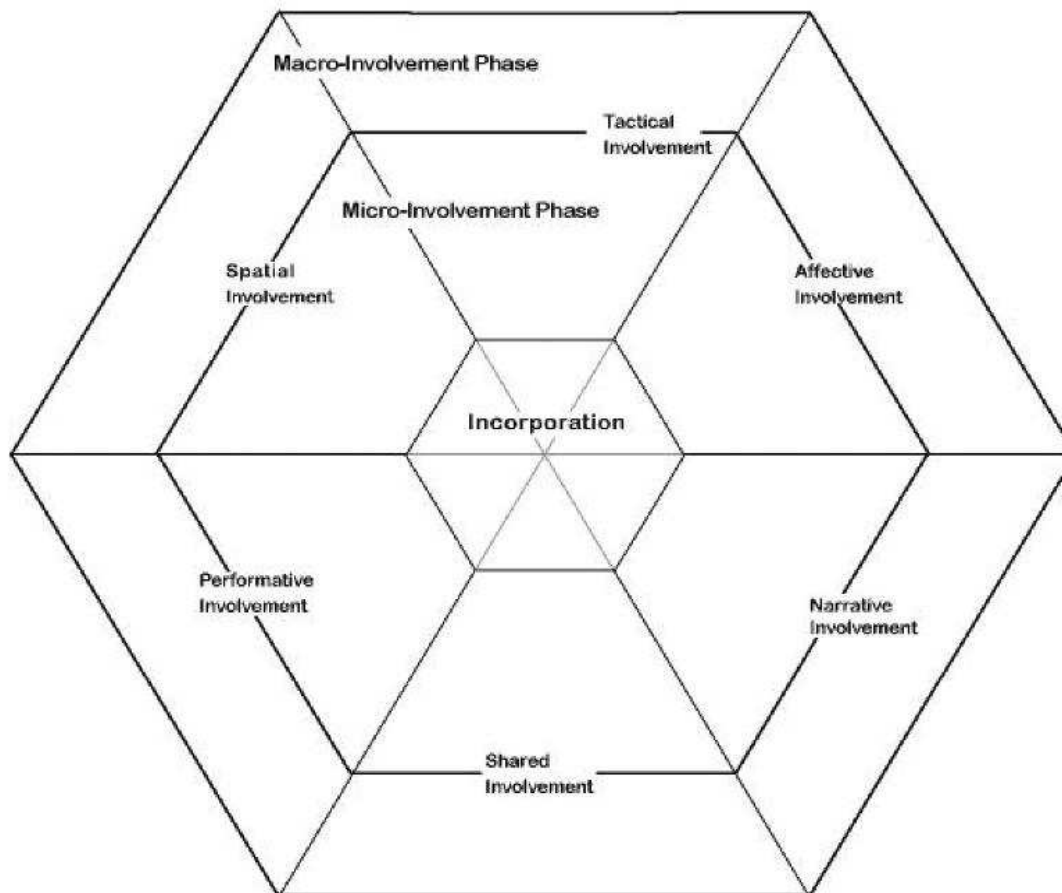 Macro-Involvement Phase
Tactical
Involvement
Micro-Involvement Phase
Spatial
Involvement
Affective
Involvement
Incorporation
Performative
Involvement
Narrative
Involvement
Shared
Involvement